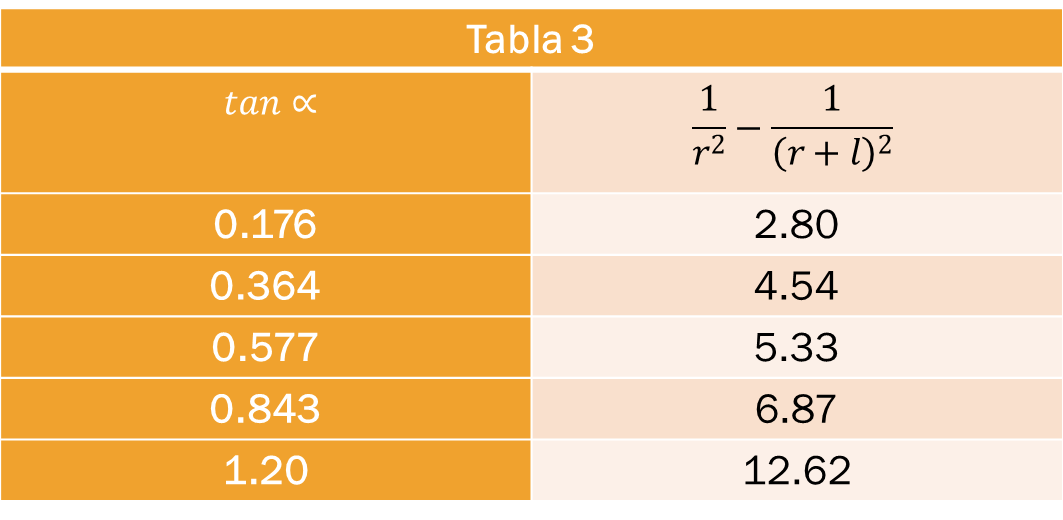 Tabla 3
tan ∝
1/r² − 1/(r + l)²
0.176 2.80
0.364 4.54
0.577 5.33
0.843 6.87
1.20 12.62